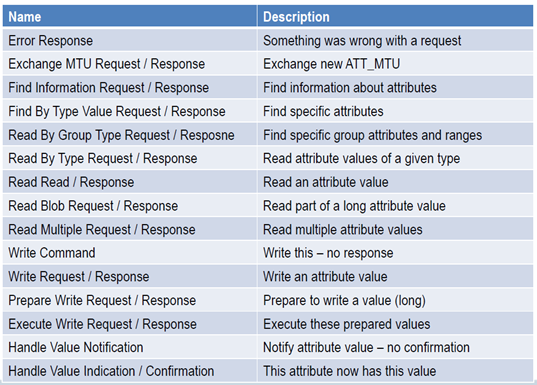 Name Description
Error Response Something was wrong with a request
Exchange MTU Request / Response Exchange new ATT_MTU
Find Information Request / Response Find information about attributes
Find By Type Value Request / Response Find specific attributes
Read By Group Type Request / Resposne Find specific group attributes and ranges
Read By Type Request / Response Read attribute values of a given type
Read Read / Response Read an attribute value
Read Blob Request / Response Read part of a long attribute value
Read Multiple Request / Response Read multiple attribute values
Write Command Write this – no response
Write Request / Response Write an attribute value
Prepare Write Request / Response Prepare to write a value (long)
Execute Write Request / Response Execute these prepared values
Handle Value Notification Notify attribute value – no confirmation
Handle Value Indication / Confirmation This attribute now has this value